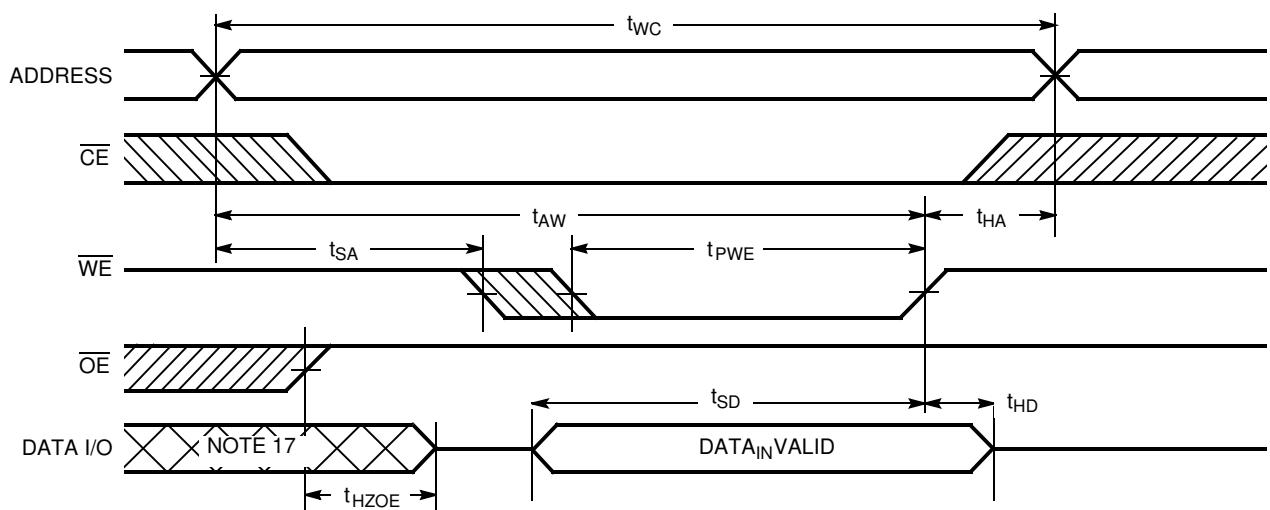 tWC
ADDRESS
CE
tAW
tHA
tSA
tPWE
WE
OE
tSD
tHD
DATA I/O
NOTE 17
DATAINVALID
tHZOE